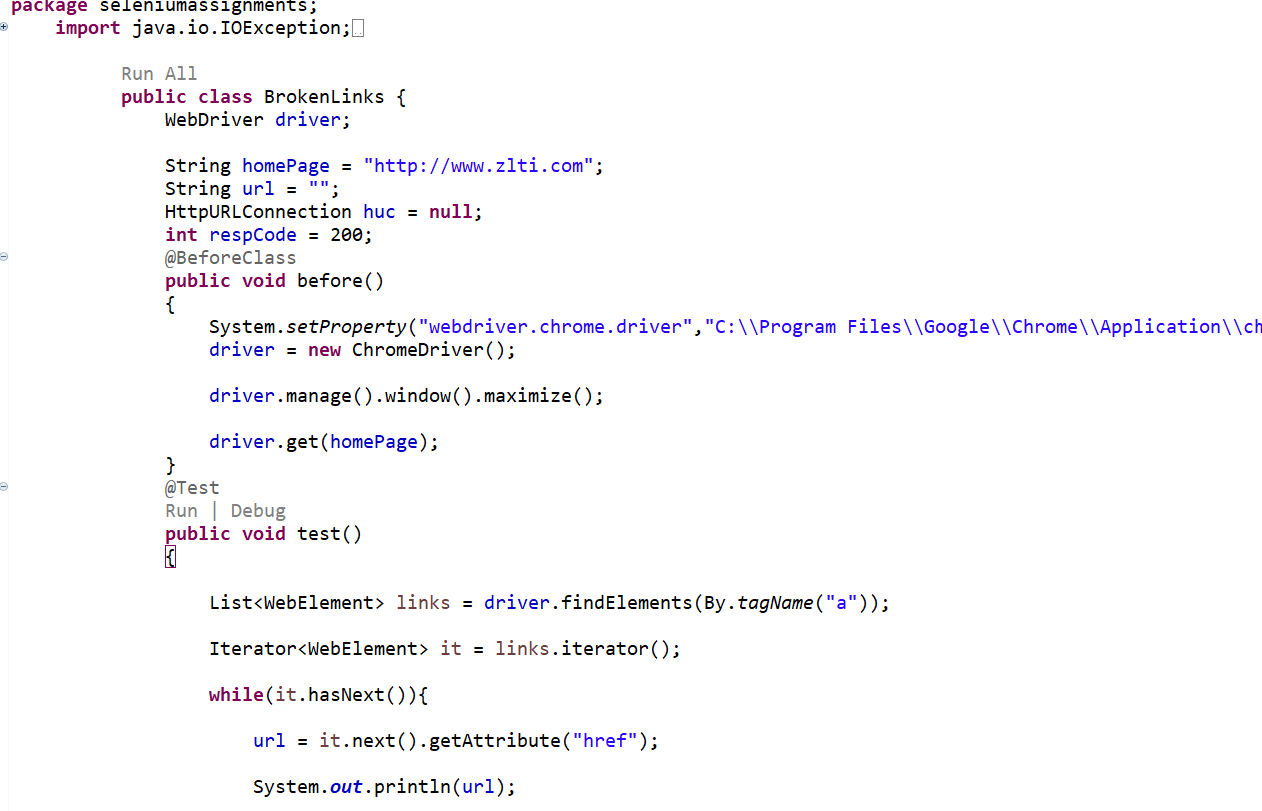 package seleniumassignments;
import java.io.IOException;
Run All
public class BrokenLinks {
WebDriver driver;
String homePage = "http://www.zlti.com";
String url = "";
HttpURLConnection huc = null;
int respCode = 200;
@BeforeClass
public void before()
{
System.setProperty("webdriver.chrome.driver","C:\\Program Files\\Google\\Chrome\\Application\\ch
driver = new ChromeDriver();
driver.manage().window().maximize();
driver.get(homePage);
}
@Test
Run | Debug
public void test()
{
List<WebElement> links = driver.findElements(By.tagName("a"));
Iterator<WebElement> it = links.iterator();
while(it.hasNext()){
url = it.next().getAttribute("href");
System.out.println(url);